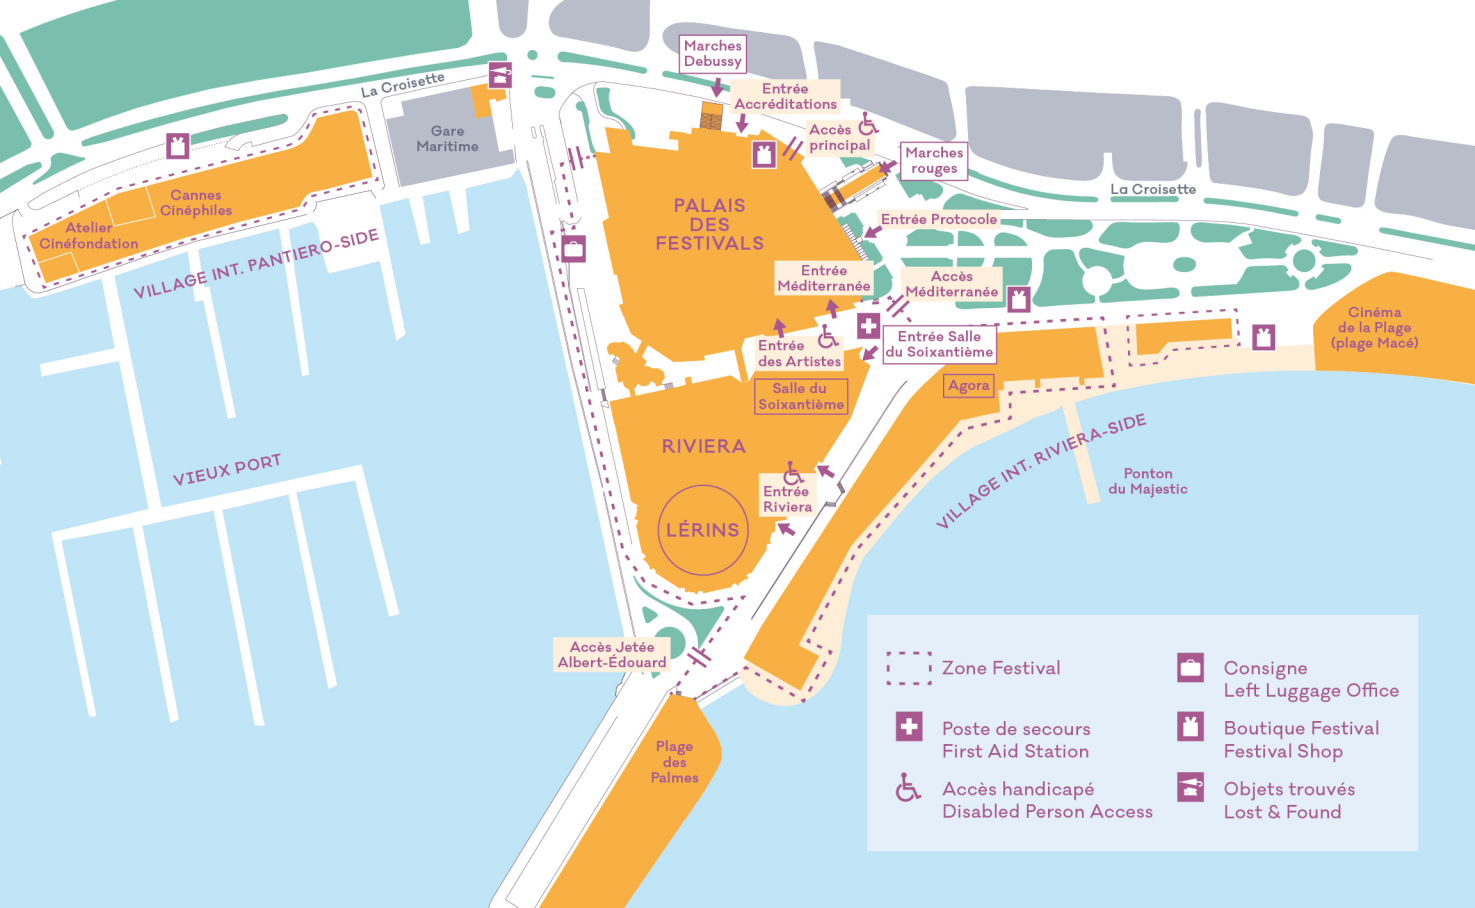 Marches
Debussy
La Croisette
Entrée
Accréditations
Gare
Maritime
Accès
principal
Marches
rouges
La Croisette
Cannes
Cinéphiles
Atelier
Cinéfondation
PALAIS
DES
FESTIVALS
Entrée Protocole
VILLAGE INT. PANTIERO-SIDE
Entrée
Méditerranée
Accès
Méditerranée
Entrée
des Artistes
Entrée Salle
du Soixantième
Cinéma
de la Plage
(plage Macé)
Salle du
Soixantième
Agora
RIVIERA
VIEUX PORT
VILLAGE INT. RIVIERA-SIDE
Ponton
du Majestic
Entrée
Riviera
LÉRINS
Accès Jetée
Albert-Édouard
Plage
des
Palmes
Zone Festival
Poste de secours
First Aid Station
Accès handicapé
Disabled Person Access
Consigne
Left Luggage Office
Boutique Festival
Festival Shop
Objets trouvés
Lost & Found